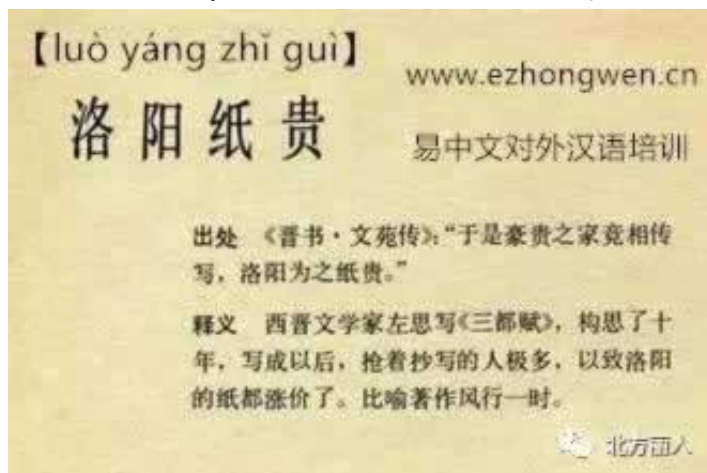 【luò yáng zhǐ guì】
www.ezhongwen.cn
洛阳纸贵
易中文对外汉语培训
出处 《晋书·文苑传》:“于是豪贵之家竞相传
写，洛阳为之纸贵。”
释义 西晋文学家左思写《三都赋》，构思了十
年，写成以后，抢着抄写的人极多，以致洛阳
的纸都涨价了。比喻著作风行一时。
北方丽人